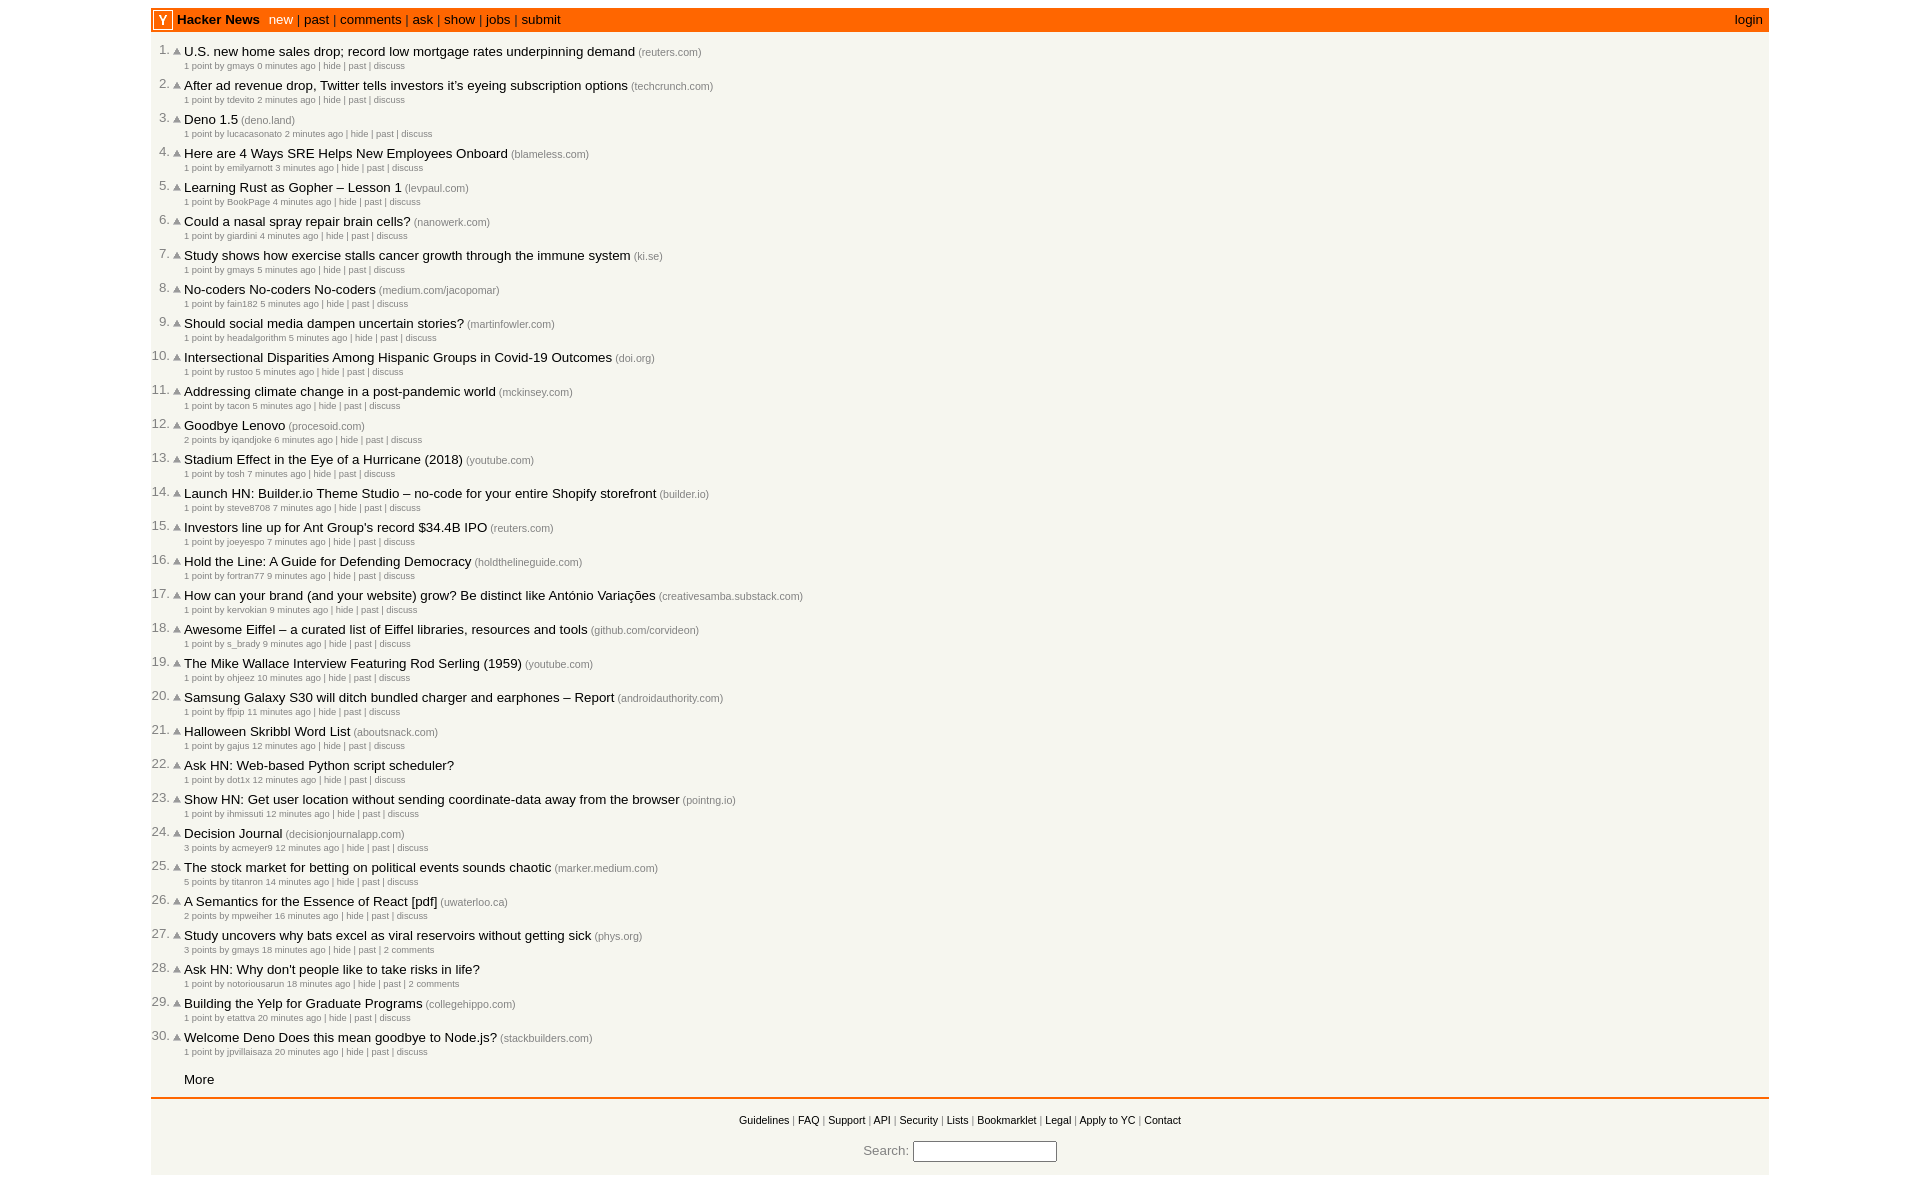 Y Hacker News new | past | comments | ask | show | jobs | submit login
1. U.S. new home sales drop; record low mortgage rates underpinning demand (reuters.com)
1 point by gmays 0 minutes ago | hide | past | discuss
2. After ad revenue drop, Twitter tells investors it’s eyeing subscription options (techcrunch.com)
1 point by tdevito 2 minutes ago | hide | past | discuss
3. Deno 1.5 (deno.land)
1 point by lucacasonato 2 minutes ago | hide | past | discuss
4. Here are 4 Ways SRE Helps New Employees Onboard (blameless.com)
1 point by emilyarnott 3 minutes ago | hide | past | discuss
5. Learning Rust as Gopher – Lesson 1 (levpaul.com)
1 point by BookPage 4 minutes ago | hide | past | discuss
6. Could a nasal spray repair brain cells? (nanowerk.com)
1 point by giardini 4 minutes ago | hide | past | discuss
7. Study shows how exercise stalls cancer growth through the immune system (ki.se)
1 point by gmays 5 minutes ago | hide | past | discuss
8. No-coders No-coders No-coders (medium.com/jacopomar)
1 point by fain182 5 minutes ago | hide | past | discuss
9. Should social media dampen uncertain stories? (martinfowler.com)
1 point by headalgorithm 5 minutes ago | hide | past | discuss
10. Intersectional Disparities Among Hispanic Groups in Covid-19 Outcomes (doi.org)
1 point by rustoo 5 minutes ago | hide | past | discuss
11. Addressing climate change in a post-pandemic world (mckinsey.com)
1 point by tacon 5 minutes ago | hide | past | discuss
12. Goodbye Lenovo (procesoid.com)
2 points by iqandjoke 6 minutes ago | hide | past | discuss
13. Stadium Effect in the Eye of a Hurricane (2018) (youtube.com)
1 point by tosh 7 minutes ago | hide | past | discuss
14. Launch HN: Builder.io Theme Studio – no-code for your entire Shopify storefront (builder.io)
1 point by steve8708 7 minutes ago | hide | past | discuss
15. Investors line up for Ant Group's record $34.4B IPO (reuters.com)
1 point by joeyespo 7 minutes ago | hide | past | discuss
16. Hold the Line: A Guide for Defending Democracy (holdthelineguide.com)
1 point by fortran77 9 minutes ago | hide | past | discuss
17. How can your brand (and your website) grow? Be distinct like António Variações (creativesamba.substack.com)
1 point by kervokian 9 minutes ago | hide | past | discuss
18. Awesome Eiffel – a curated list of Eiffel libraries, resources and tools (github.com/corvideon)
1 point by s_brady 9 minutes ago | hide | past | discuss
19. The Mike Wallace Interview Featuring Rod Serling (1959) (youtube.com)
1 point by ohjeez 10 minutes ago | hide | past | discuss
20. Samsung Galaxy S30 will ditch bundled charger and earphones – Report (androidauthority.com)
1 point by ffpip 11 minutes ago | hide | past | discuss
21. Halloween Skribbl Word List (aboutsnack.com)
1 point by gajus 12 minutes ago | hide | past | discuss
22. Ask HN: Web-based Python script scheduler?
1 point by dot1x 12 minutes ago | hide | past | discuss
23. Show HN: Get user location without sending coordinate-data away from the browser (pointng.io)
1 point by ihmissuti 12 minutes ago | hide | past | discuss
24. Decision Journal (decisionjournalapp.com)
3 points by acmeyer9 12 minutes ago | hide | past | discuss
25. The stock market for betting on political events sounds chaotic (marker.medium.com)
5 points by titanron 14 minutes ago | hide | past | discuss
26. A Semantics for the Essence of React [pdf] (uwaterloo.ca)
2 points by mpweiher 16 minutes ago | hide | past | discuss
27. Study uncovers why bats excel as viral reservoirs without getting sick (phys.org)
3 points by gmays 18 minutes ago | hide | past | 2 comments
28. Ask HN: Why don't people like to take risks in life?
1 point by notoriousarun 18 minutes ago | hide | past | 2 comments
29. Building the Yelp for Graduate Programs (collegehippo.com)
1 point by etattva 20 minutes ago | hide | past | discuss
30. Welcome Deno Does this mean goodbye to Node.js? (stackbuilders.com)
1 point by jpvillaisaza 20 minutes ago | hide | past | discuss
More
Guidelines | FAQ | Support | API | Security | Lists | Bookmarklet | Legal | Apply to YC | Contact
Search: